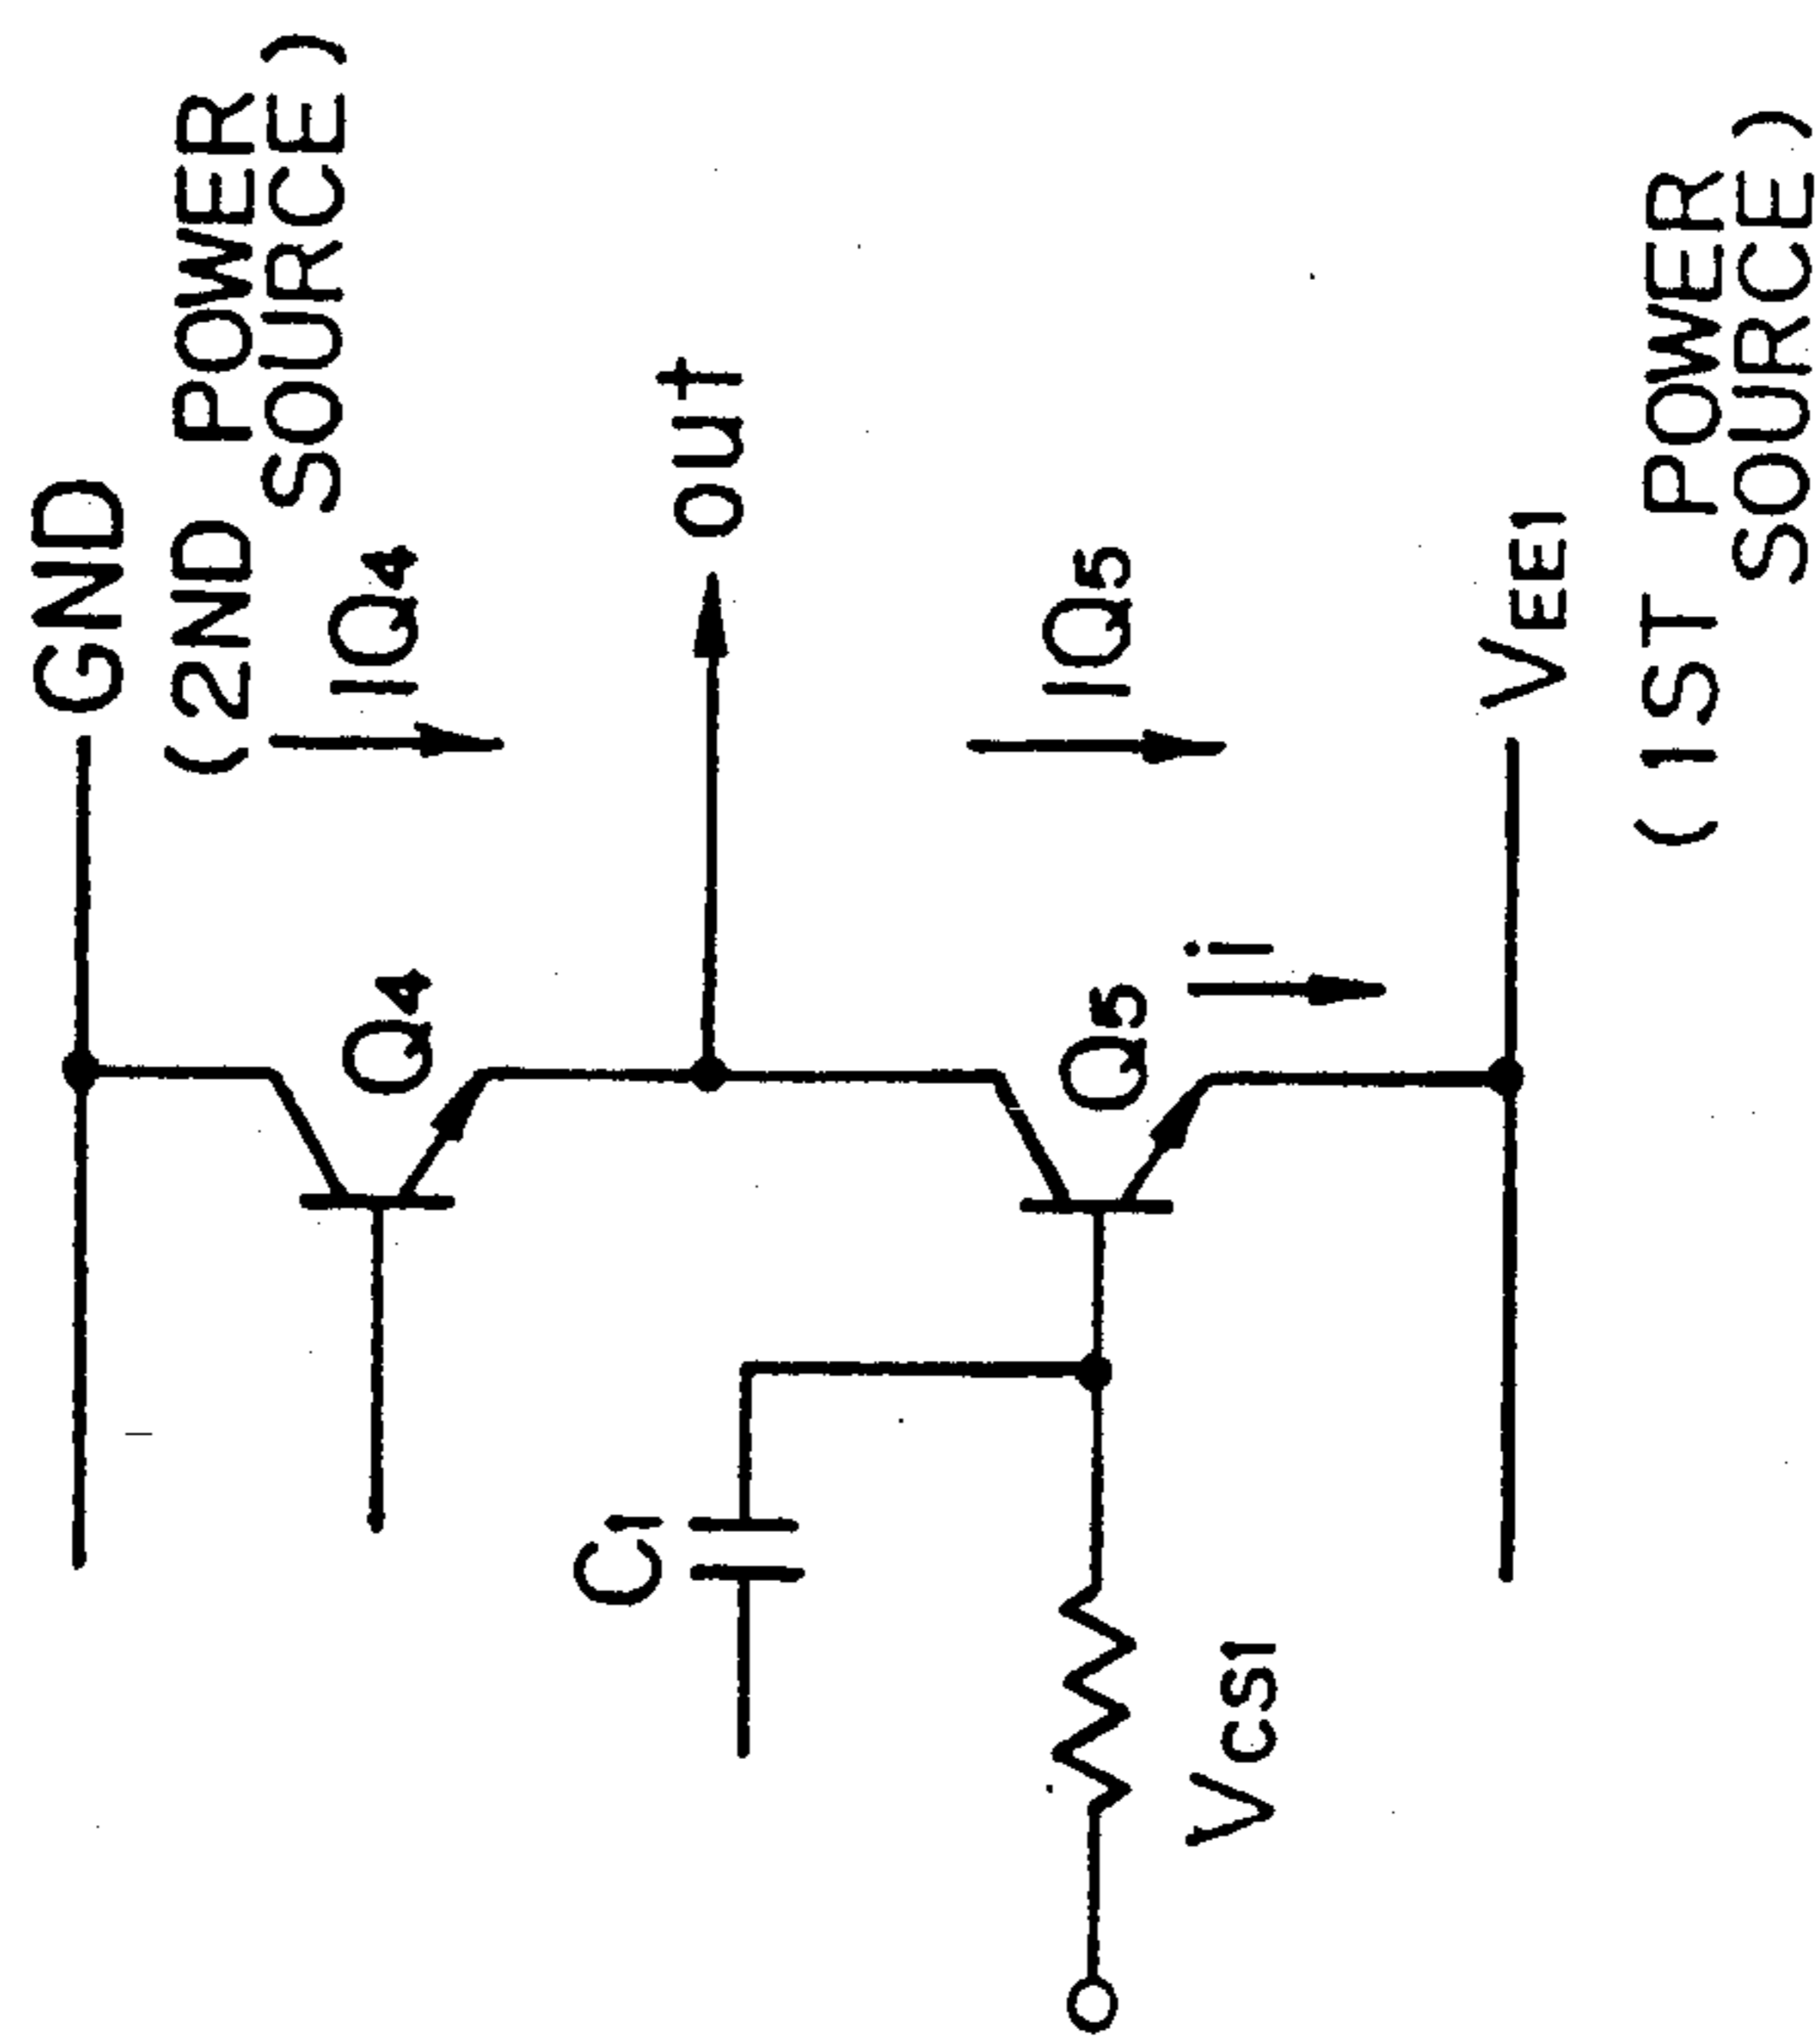 GND
(2ND POWER
SOURCE)
IQ4
Q4
C1
out
Q5
IQ5
i
VCS1
VEE1
(1ST POWER
SOURCE)